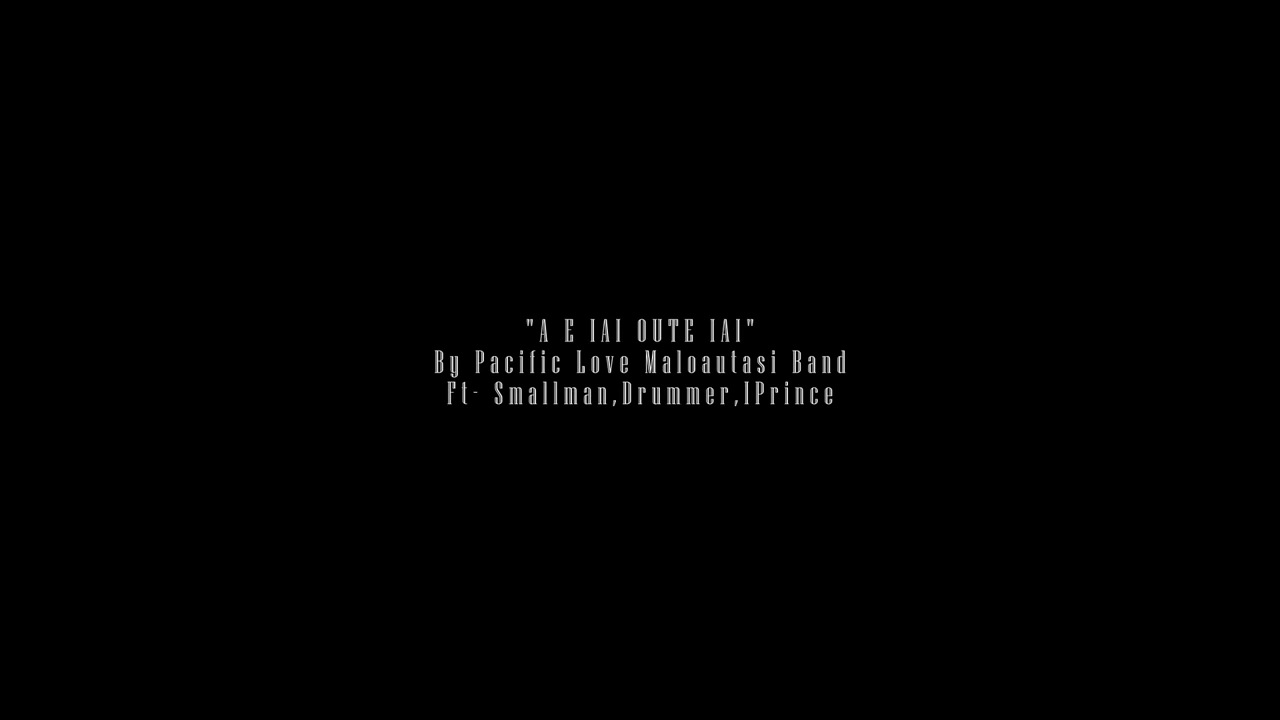 "A E IAI OUTE IAI"
By Pacific Love Maloautasi Band
Ft- Smallman,Drummer,IPrince